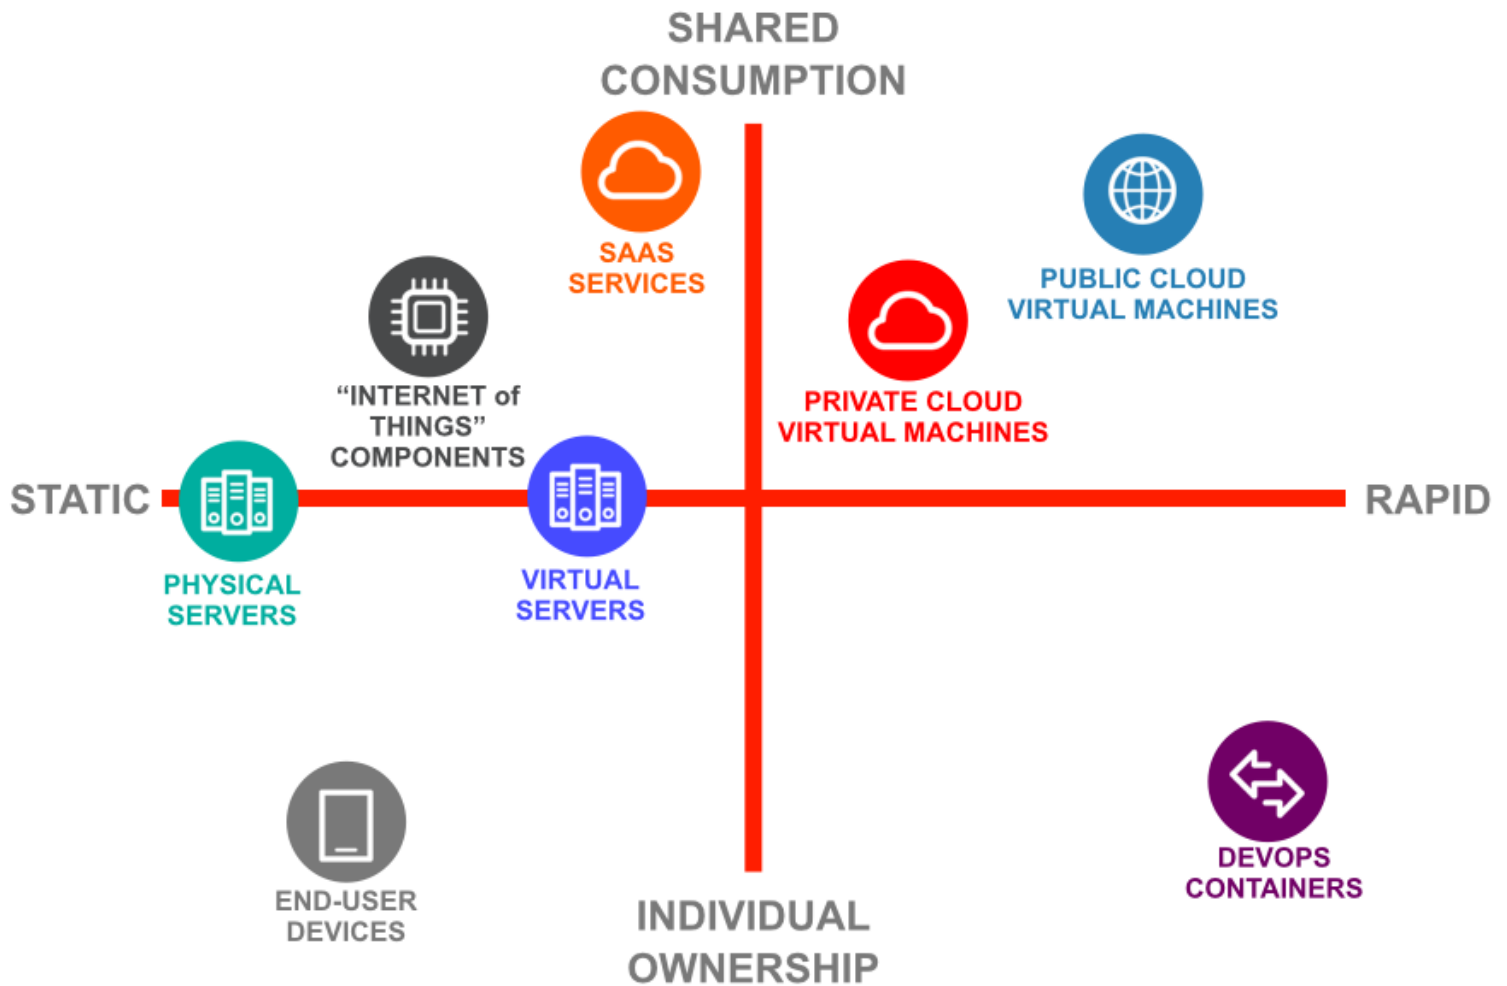 SHARED
CONSUMPTION
SAAS
SERVICES
PUBLIC CLOUD
VIRTUAL MACHINES
“INTERNET of
THINGS”
COMPONENTS
PRIVATE CLOUD
VIRTUAL MACHINES
STATIC
RAPID
PHYSICAL
SERVERS
VIRTUAL
SERVERS
END-USER
DEVICES
DEVOPS
CONTAINERS
INDIVIDUAL
OWNERSHIP